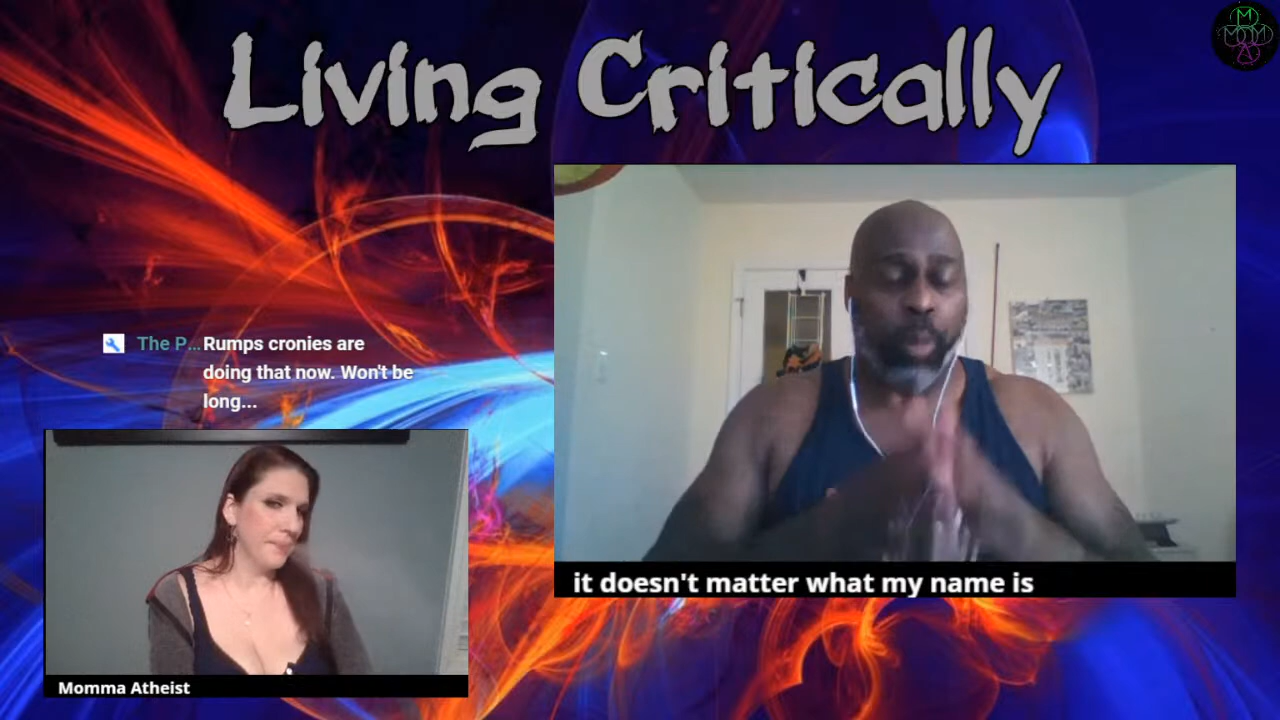 Living Critically
The P... Rumps cronies are
doing that now. Won't be
long...
it doesn't matter what my name is
Momma Atheist